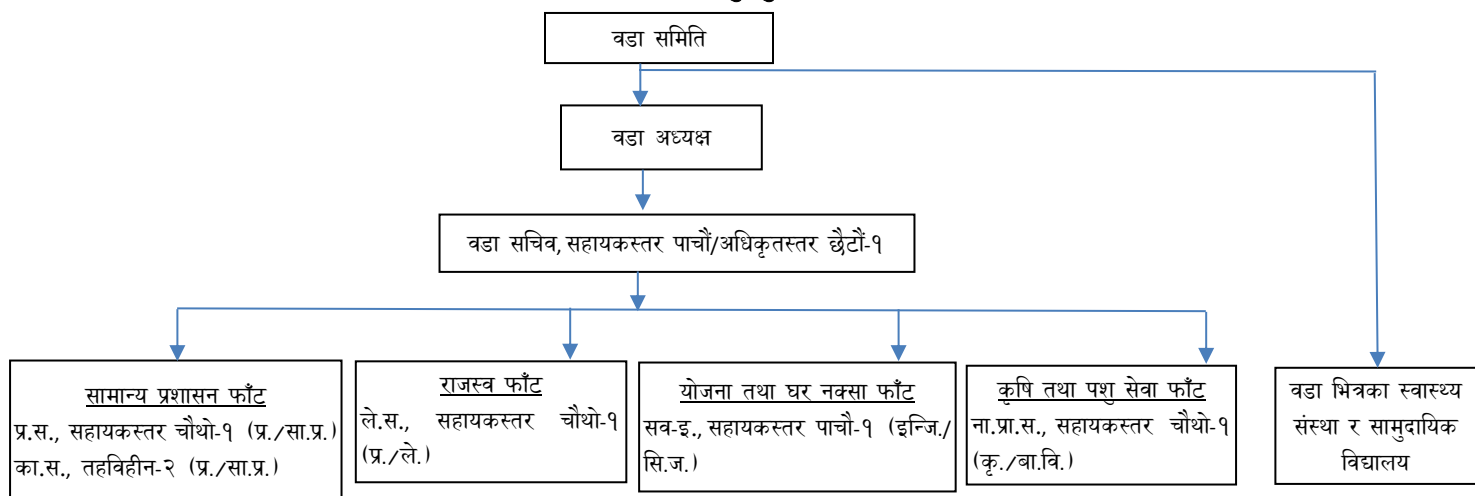 वडा समिति
वडा अध्यक्ष
वडा सचिव, सहायकस्तर पाचौं/अधिकृतस्तर छैटौं-१
सामान्य प्रशासन फाँट
प्र.स., सहायकस्तर चौथो-१ (प्र./सा.प्र.)
का.स., तहविहीन-२ (प्र./सा.प्र.)
राजस्व फाँट
ले.स., सहायकस्तर चौथो-१
(प्र./ले.)
योजना तथा घर नक्सा फाँट
सव-इ., सहायकस्तर पाचौ-१ (इन्जि./
सि.ज.)
कृषि तथा पशु सेवा फाँट
ना.प्रा.स., सहायकस्तर चौथो-१
(कृ./बा.वि.)
वडा भित्रका स्वास्थ्य
संस्था र सामुदायिक
विद्यालय